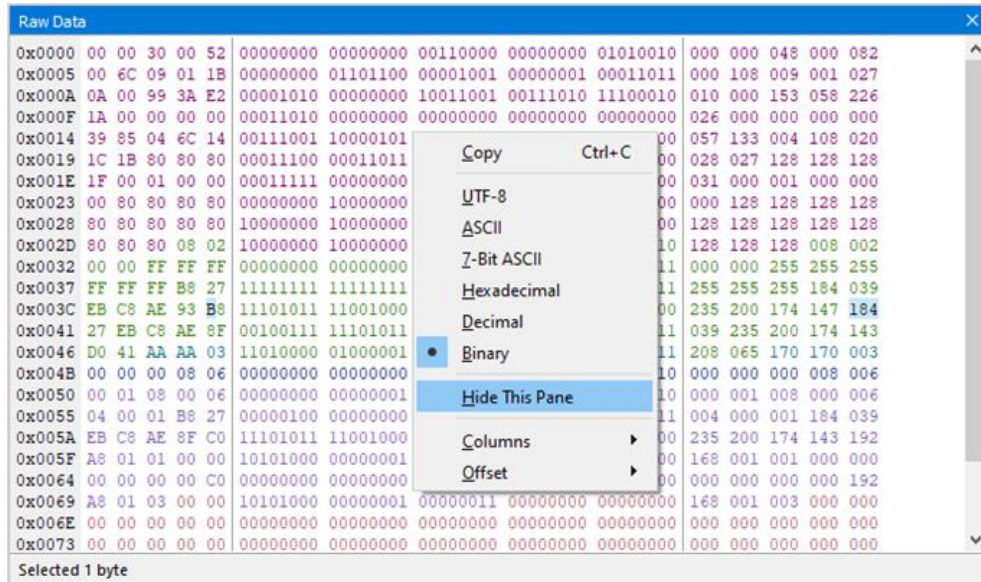 Raw Data
0x0000 00 00 30 00 52 00000000 00000000 00110000 00000000 01010010 000 000 048 000 082
0x0005 00 6C 09 01 1B 00000000 01101100 00001001 00000001 00011011 000 108 009 001 027
0x000A 0A 00 99 3A E2 00001010 00000000 10011001 00111010 11100010 010 000 153 058 226
0x000F 1A 00 00 00 00 00011010 00000000 00000000 00000000 00000000 026 000 000 000 000
0x0014 39 85 04 6C 14 00111001 10000101 00 057 133 004 108 020
0x0019 1C 1B 80 80 80 00011100 00011011 00 028 027 128 128 128
0x001E 1F 00 01 00 00 00011111 00000000 00 031 000 001 000 000
0x0023 00 80 80 80 80 00000000 10000000 00 000 128 128 128 128
0x0028 80 80 80 80 80 10000000 10000000 00 128 128 128 128 128
0x002D 80 80 80 08 02 10000000 10000000 10 128 128 128 008 002
0x0032 00 00 FF FF FF 00000000 00000000 11 000 000 255 255 255
0x0037 FF FF FF B8 27 11111111 11111111 11 255 255 255 184 039
0x003C EB C8 AE 93 B8 11101011 11001000 00 235 200 174 147 184
0x0041 27 EB C8 AE 8F 00100111 11101011 11 039 235 200 174 143
0x0046 D0 41 AA AA 03 11010000 01000001 11 208 065 170 170 003
0x004B 00 00 00 08 06 00000000 00000000 10 000 000 000 008 006
0x0050 00 01 08 00 06 00000000 00000001 10 000 001 008 000 006
0x0055 04 00 01 B8 27 00000100 00000000 11 004 000 001 184 039
0x005A EB C8 AE 8F C0 11101011 11001000 00 235 200 174 143 192
0x005F A8 01 01 00 00 10101000 00000001 00 168 001 001 000 000
0x0064 00 00 00 00 C0 00000000 00000000 00 000 000 000 000 192
0x0069 A8 01 03 00 00 10101000 00000001 00000011 00000000 00000000 168 001 003 000 000
0x006E 00 00 00 00 00 00000000 00000000 00000000 00000000 00000000 000 000 000 000 000
0x0073 00 00 00 00 00 00000000 00000000 00000000 00000000 00000000 000 000 000 000 000
Copy Ctrl+C
UTF-8
ASCII
7-Bit ASCII
Hexadecimal
Decimal
Binary
Hide This Pane
Columns
Offset
Selected 1 byte